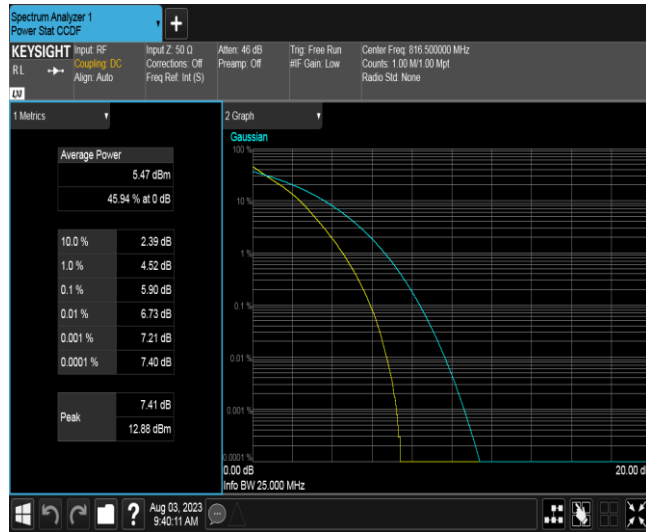 Spectrum Analyzer 1
Power Stat CCDF
+
KEYSIGHT
RL
LXI
Input: RF
Coupling: DC
Align: Auto
Input Z: 50 Ω
Corrections: Off
Freq Ref: Int (S)
Atten: 46 dB
Preamp: Off
Trig: Free Run
#IF Gain: Low
Center Freq: 816.500000 MHz
Counts: 1.00 M/1.00 Mpt
Radio Std: None
1 Metrics
Average Power
5.47 dBm
45.94 % at 0 dB
10.0 % 2.39 dB
1.0 % 4.52 dB
0.1 % 5.90 dB
0.01 % 6.73 dB
0.001 % 7.21 dB
0.0001 % 7.40 dB
Peak
7.41 dB
12.88 dBm
2 Graph
Gaussian
100 %
10 %
1 %
0.1 %
0.01 %
0.001 %
0.0001 %
0.00 dB
20.00 d
Info BW 25.000 MHz
?
Aug 03, 2023
9:40:11 AM